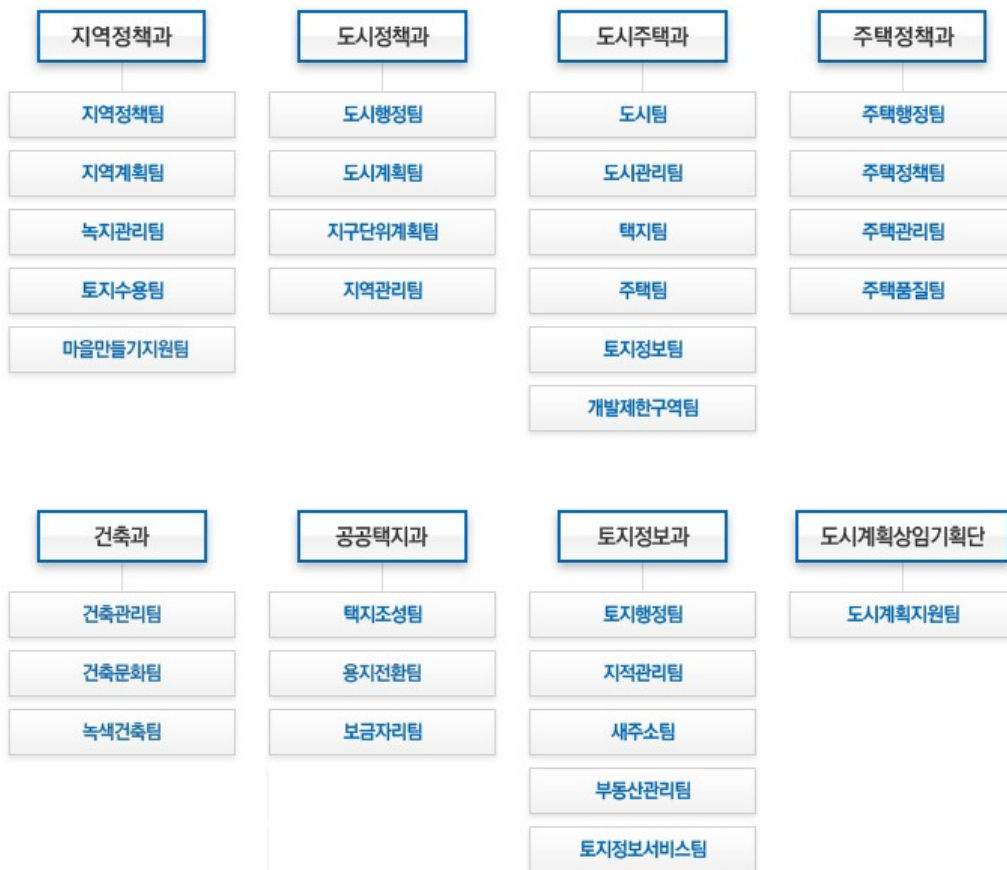 지역정책과
지역정책팀
지역계획팀
녹지관리팀
토지수용팀
마을만들기지원팀
도시정책과
도시행정팀
도시계획팀
지구단위계획팀
지역관리팀
도시주택과
도시팀
도시관리팀
택지팀
주택팀
토지정보팀
개발제한구역팀
주택정책과
주택행정팀
주택정책팀
주택관리팀
주택품질팀
건축과
건축관리팀
건축문화팀
녹색건축팀
공공택지과
택지조성팀
용지전환팀
보금자리팀
토지정보과
토지행정팀
지적관리팀
새주소팀
부동산관리팀
토지정보서비스팀
도시계획상임기획단
도시계획지원팀